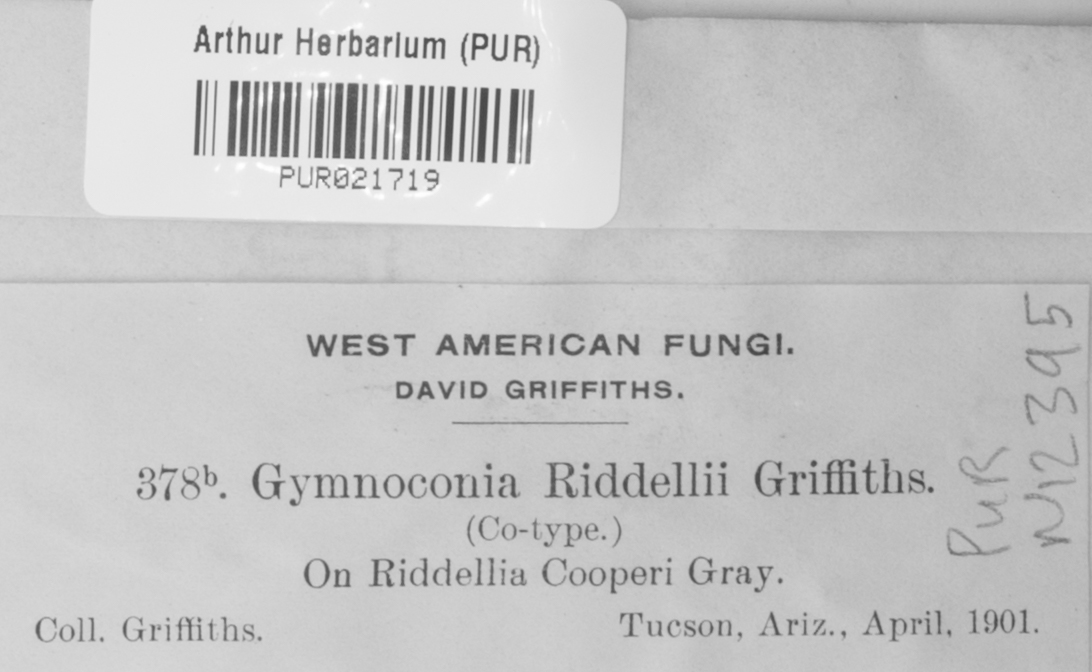 Arthur Herbarium (PUR)
PUR021719
WEST AMERICAN FUNGI.
DAVID GRIFFITHS.
378ᵇ. Gymnoconia Riddellii Griffiths.
(Co-type.)
On Riddellia Cooperi Gray.
Coll. Griffiths.
Tucson, Ariz., April, 1901.
PUR
N12395